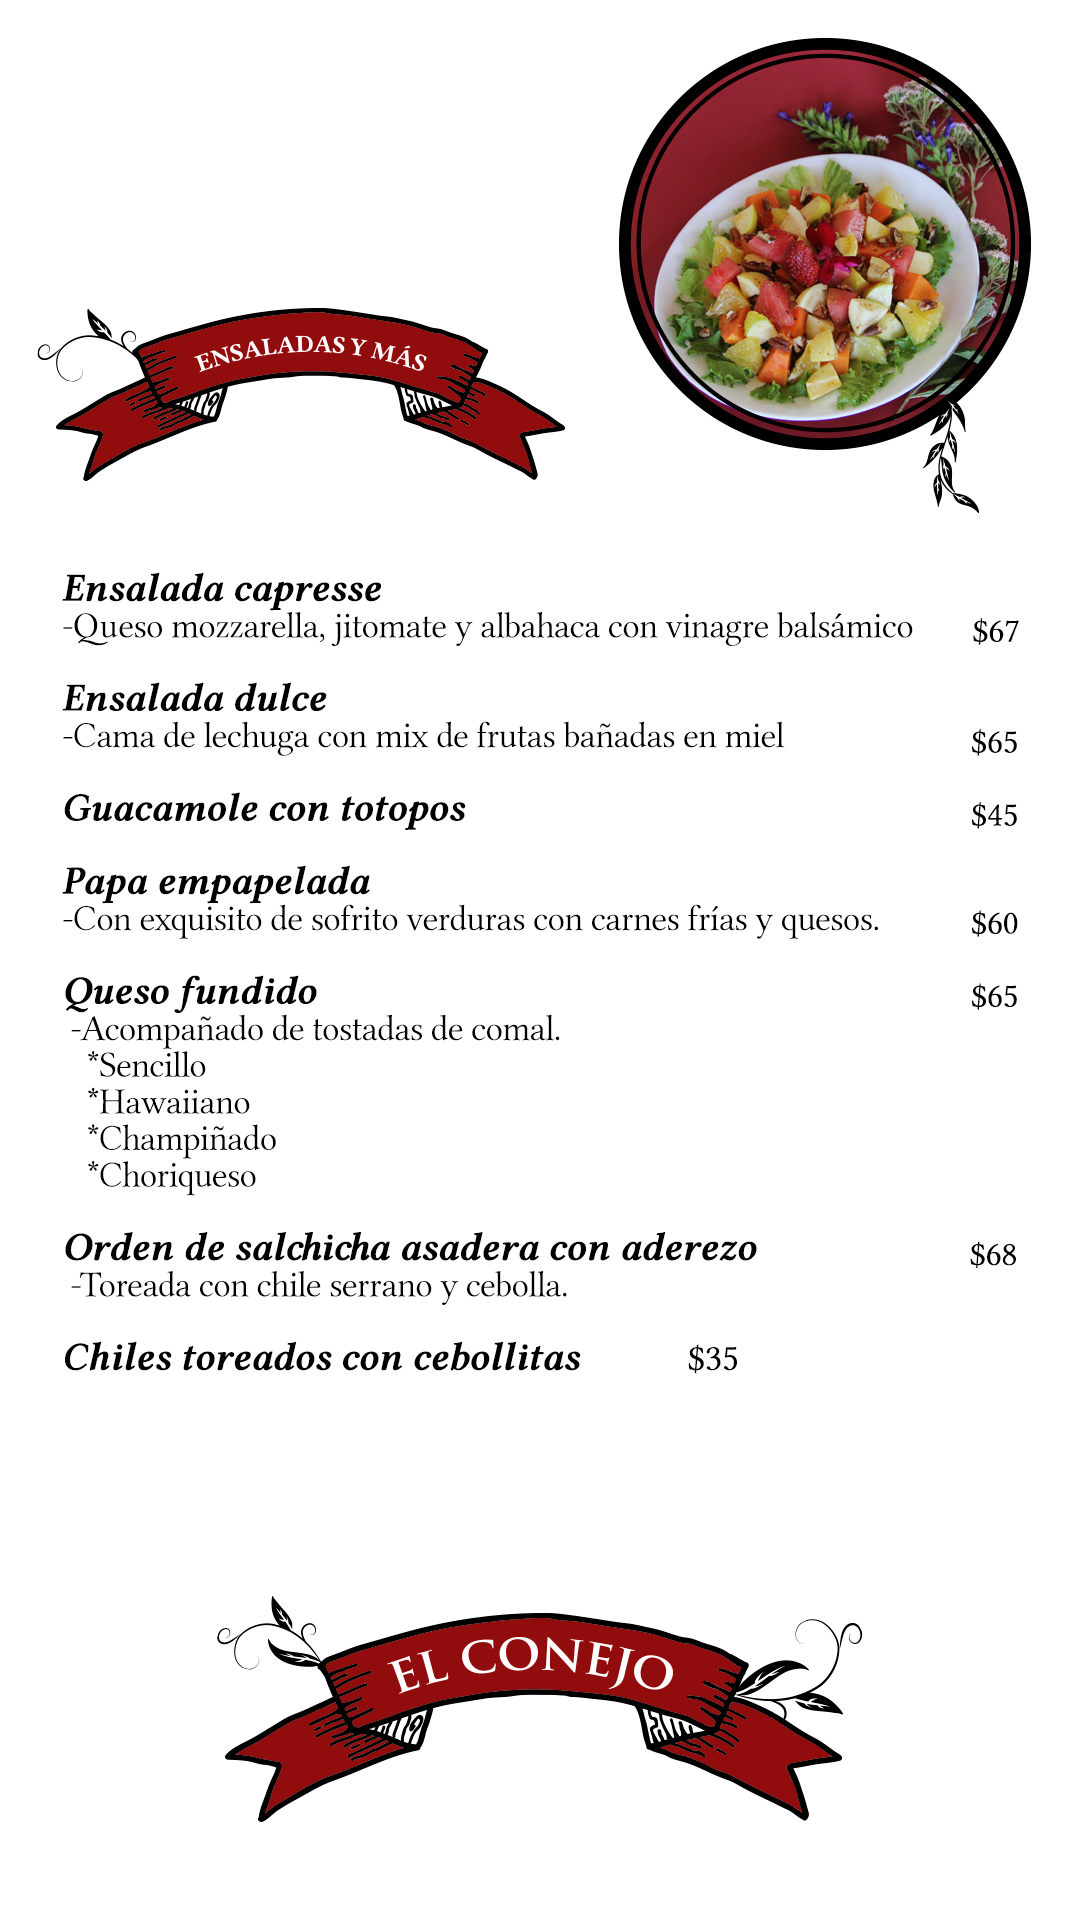 ENSALADAS Y MÁS
Ensalada capresse
-Queso mozzarella, jitomate y albahaca con vinagre balsámico $67
Ensalada dulce
-Cama de lechuga con mix de frutas bañadas en miel $65
Guacamole con totopos $45
Papa empapelada
-Con exquisito de sofrito verduras con carnes frías y quesos. $60
Queso fundido $65
-Acompañado de tostadas de comal.
*Sencillo
*Hawaiiano
*Champiñado
*Choriqueso
Orden de salchicha asadera con aderezo $68
-Toreada con chile serrano y cebolla.
Chiles toreados con cebollitas $35
EL CONEJO